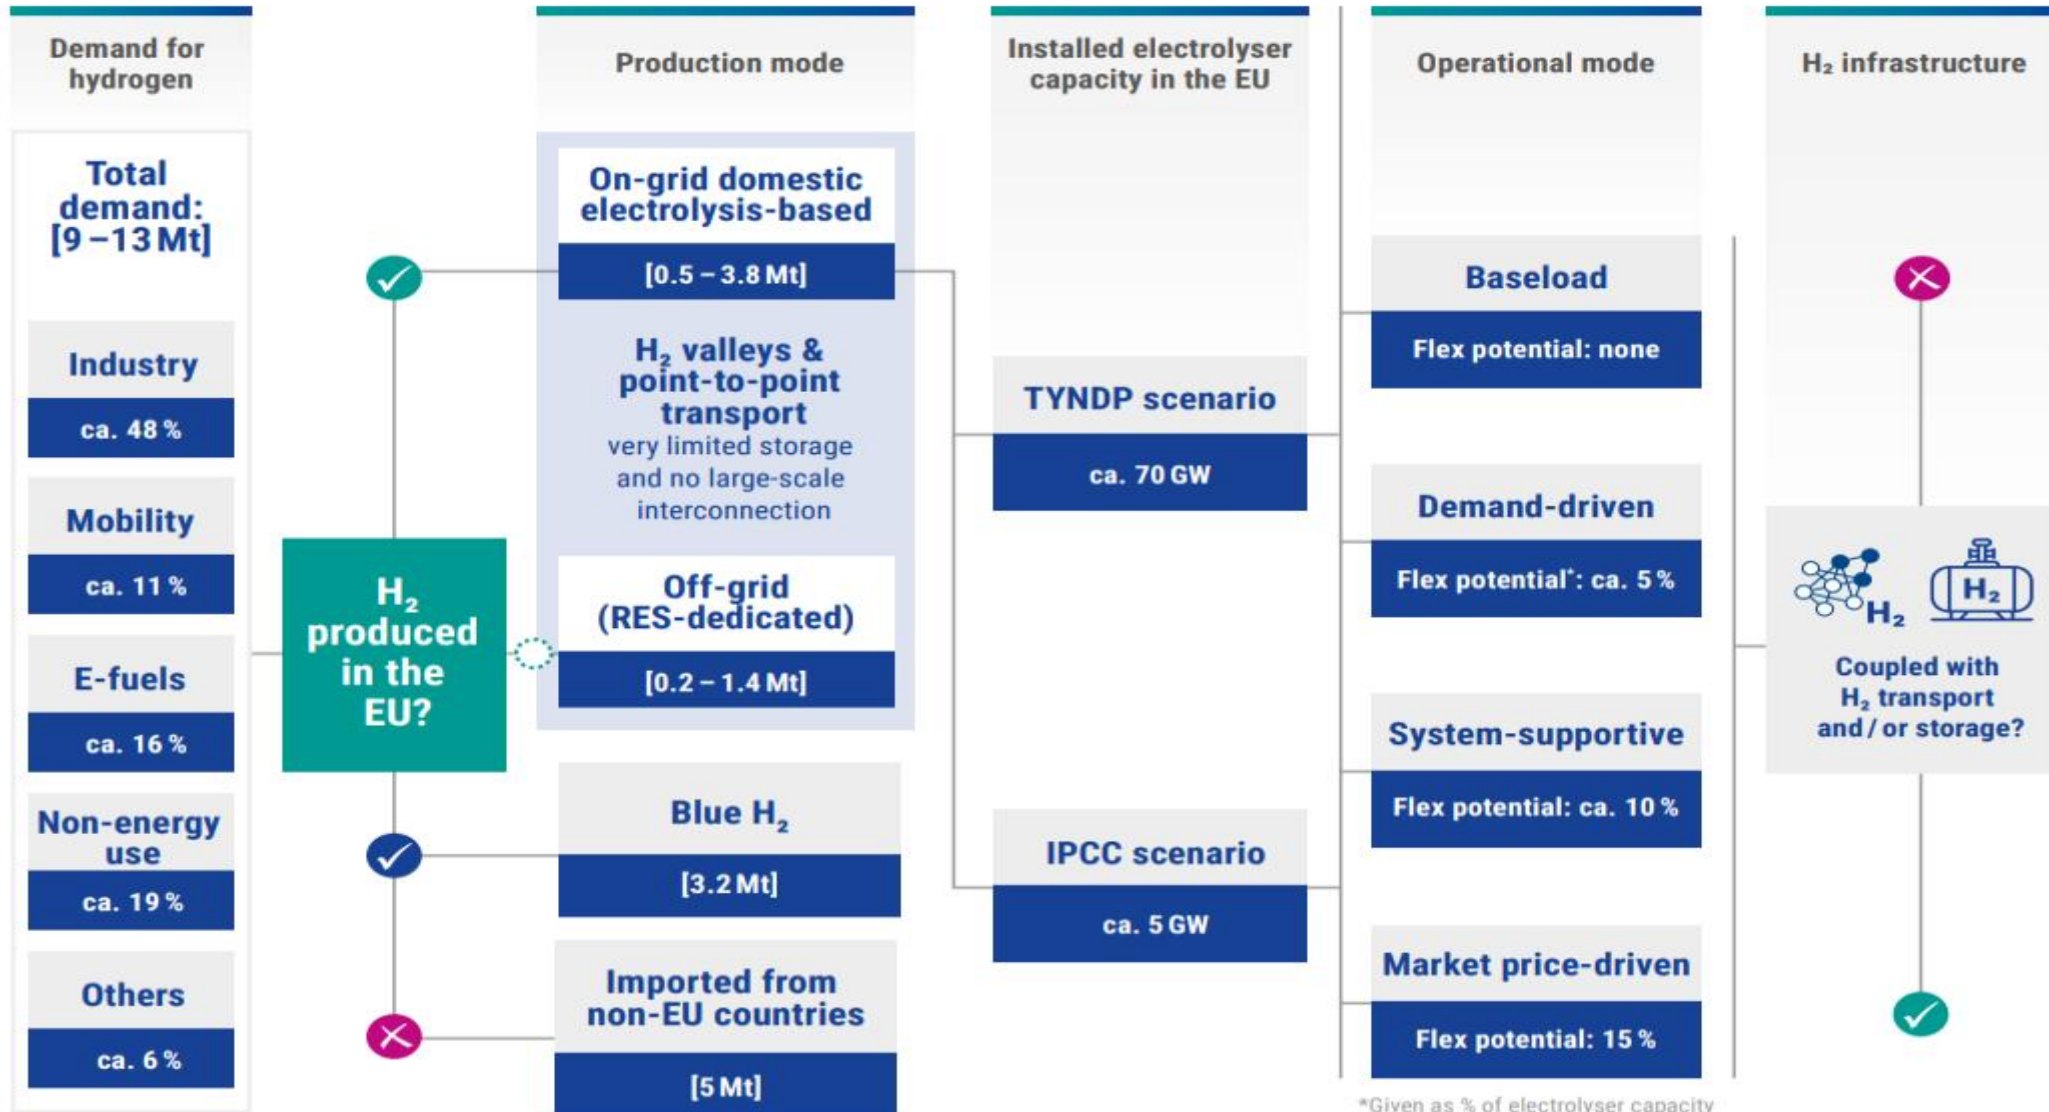 Demand for
hydrogen
Total
demand:
[9 – 13 Mt]
Industry
ca. 48 %
Mobility
ca. 11 %
E-fuels
ca. 16 %
Non-energy
use
ca. 19 %
Others
ca. 6 %
H₂
produced
in the
EU?
Production mode
On-grid domestic
electrolysis-based
[0.5 – 3.8 Mt]
H₂ valleys &
point-to-point
transport
very limited storage
and no large-scale
interconnection
Off-grid
(RES-dedicated)
[0.2 – 1.4 Mt]
Blue H₂
[3.2 Mt]
Imported from
non-EU countries
[5 Mt]
Installed electrolyser
capacity in the EU
TYNDP scenario
ca. 70 GW
IPCC scenario
ca. 5 GW
Operational mode
Baseload
Flex potential: none
Demand-driven
Flex potential*: ca. 5 %
System-supportive
Flex potential: ca. 10 %
Market price-driven
Flex potential: 15 %
*Given as % of electrolyser capacity
H₂ infrastructure
H₂
H₂
Coupled with
H₂ transport
and / or storage?